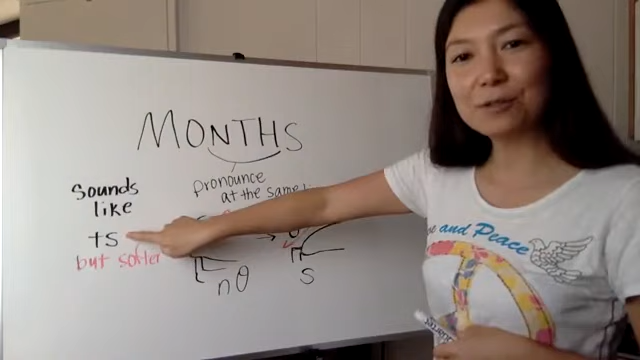 MONTHS
pronounce
at the same
Sounds
like
ts
but softer
nθ
s
and Peace